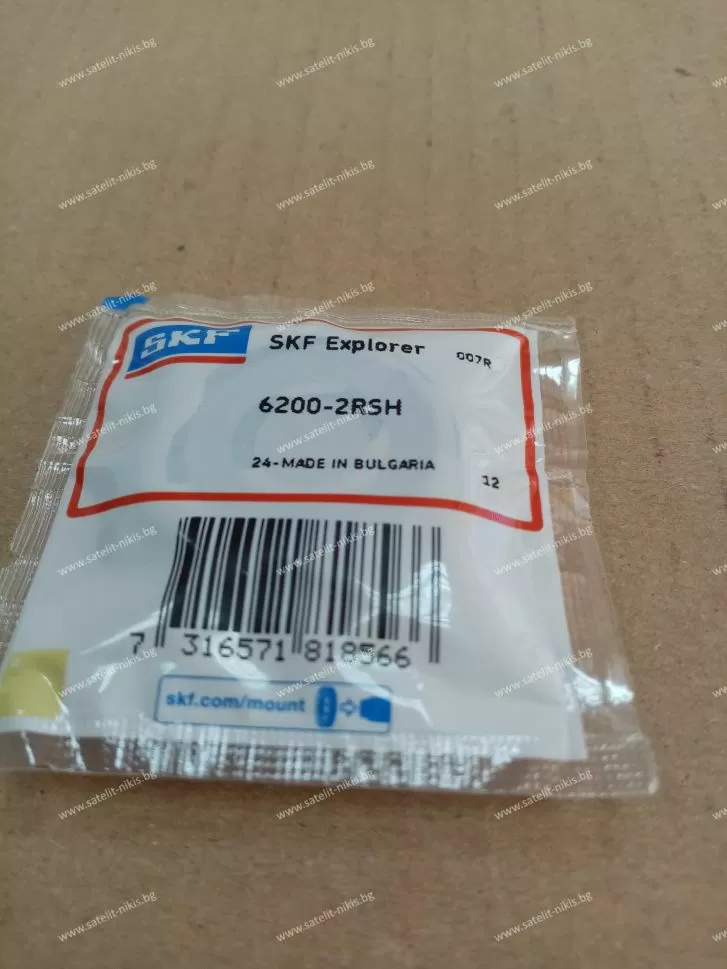 SKF
SKF Explorer
007R
6200-2RSH
24-MADE IN BULGARIA
12
7 316571 818566
skf.com/mount
www.satelit-nikis.bg